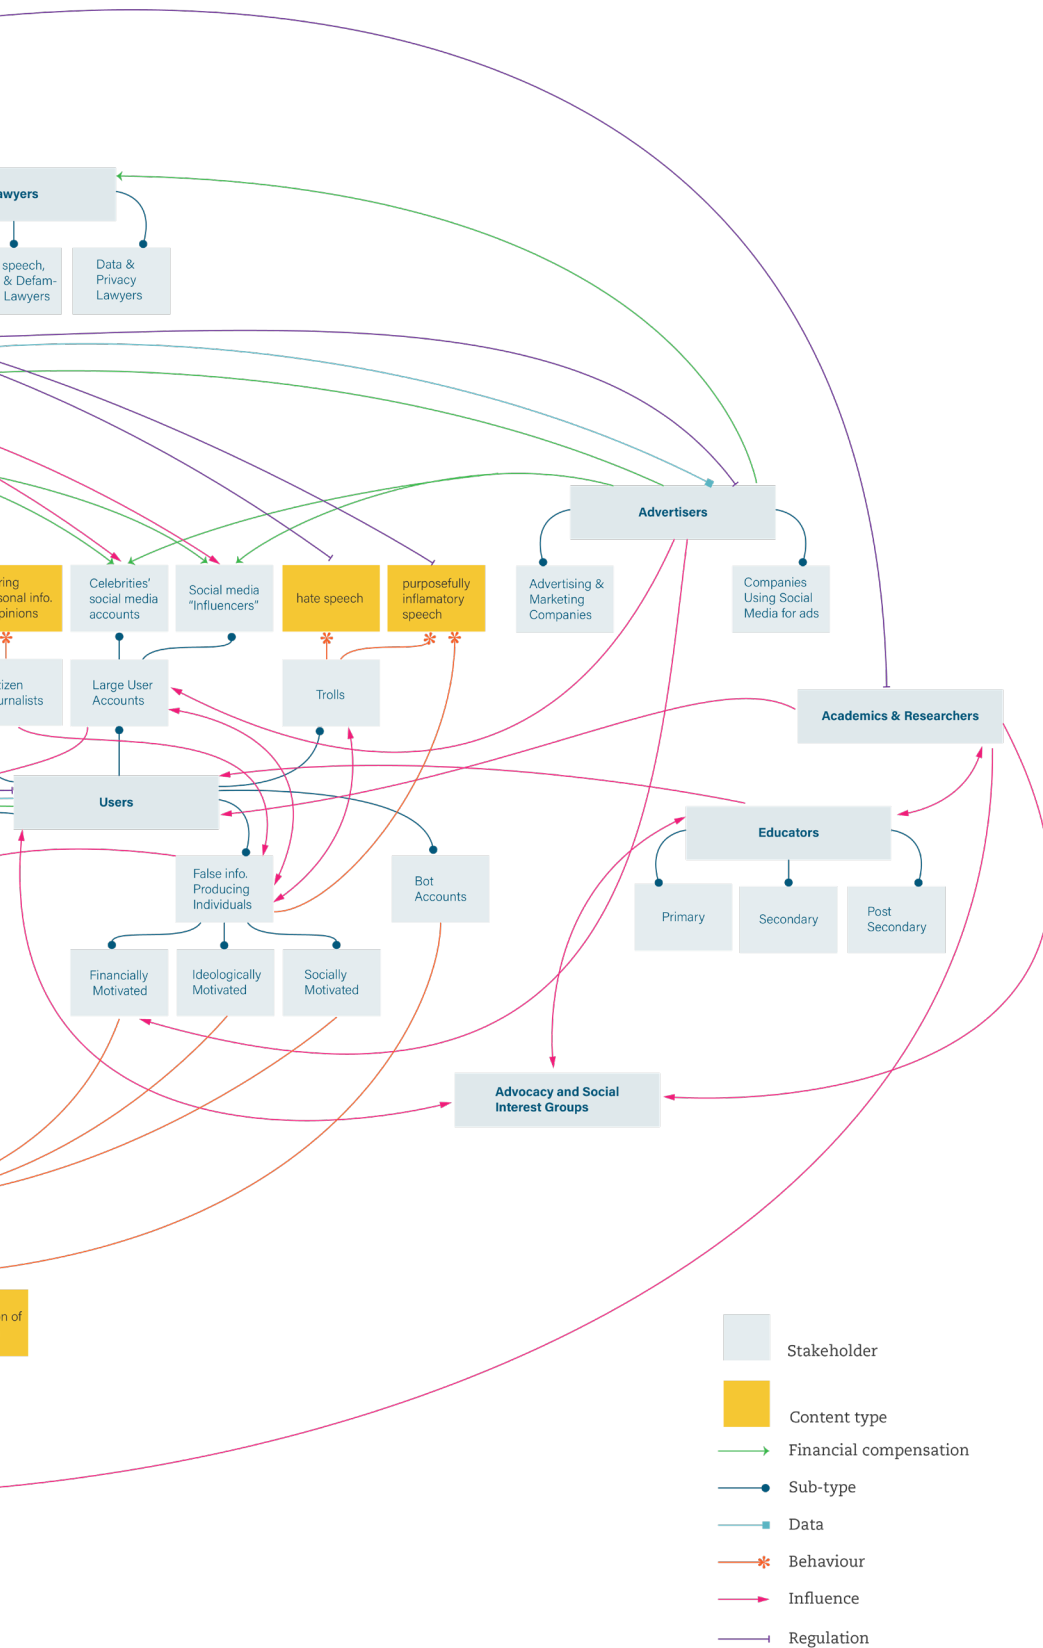 awyers
speech,
& Defam-
Lawyers
Data &
Privacy
Lawyers
Advertisers
Advertising &
Marketing
Companies
Companies
Using Social
Media for ads
ring
sonal info.
pinions
Celebrities’
social media
accounts
Social media
“Influencers”
hate speech
purposefully
inflamatory
speech
tizen
urnalists
Large User
Accounts
Trolls
Academics & Researchers
Users
Educators
False info.
Producing
Individuals
Bot
Accounts
Primary
Secondary
Post
Secondary
Financially
Motivated
Ideologically
Motivated
Socially
Motivated
Advocacy and Social
Interest Groups
n of
Stakeholder
Content type
Financial compensation
Sub-type
Data
Behaviour
Influence
Regulation